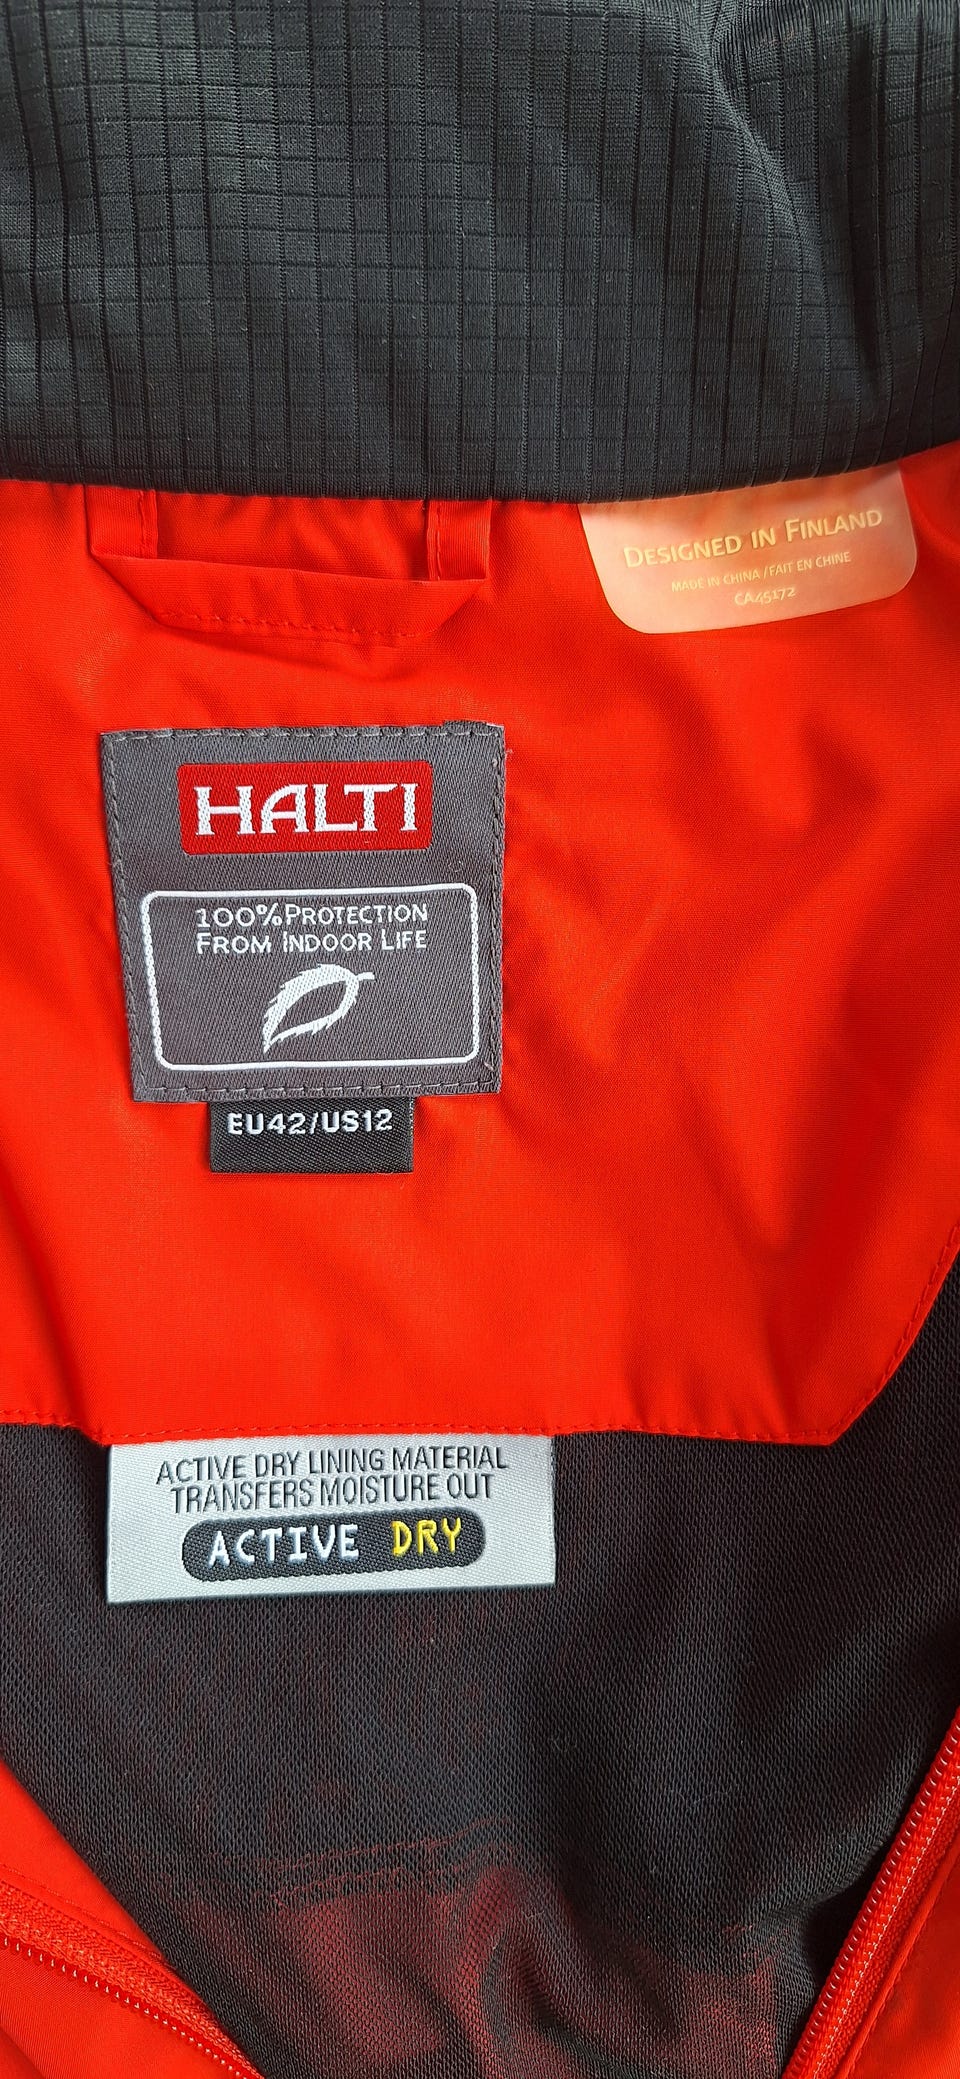 DESIGNED IN FINLAND
MADE IN CHINA / FAIT EN CHINE
CA45172
HALTI
100% PROTECTION
FROM INDOOR LIFE
EU42/US12
ACTIVE DRY LINING MATERIAL
TRANSFERS MOISTURE OUT
ACTIVE DRY